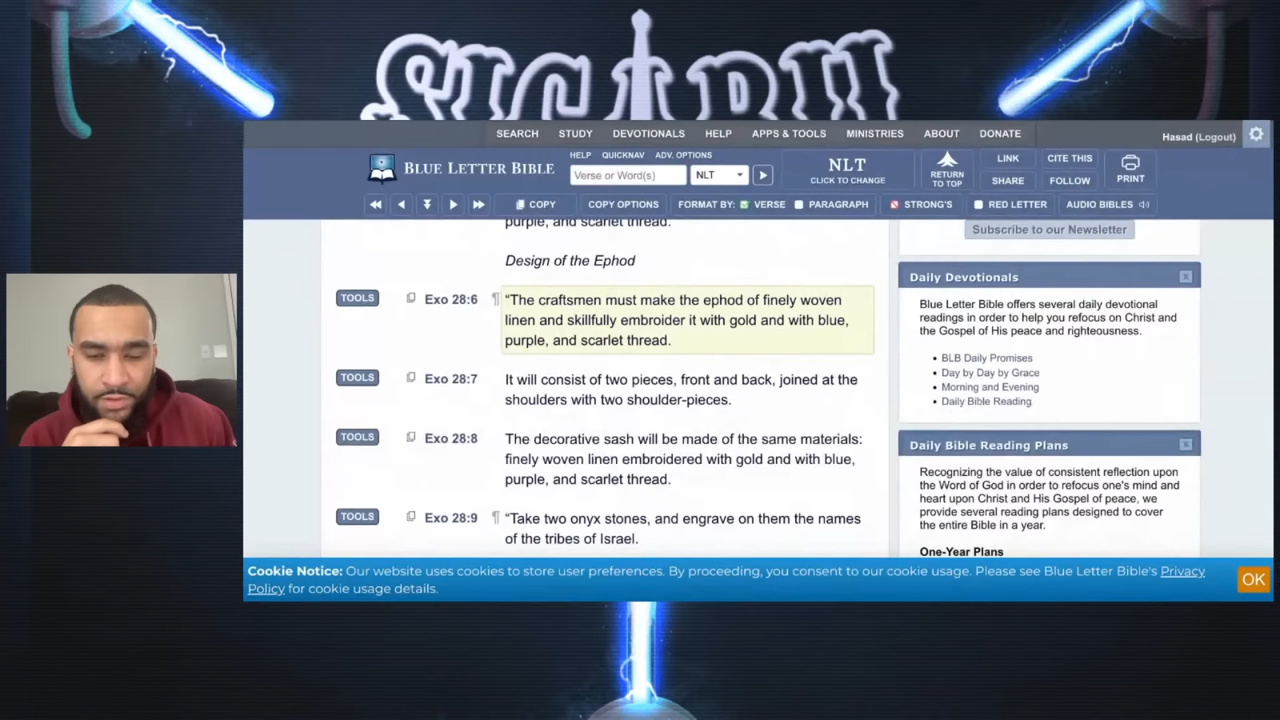 SICARII
SEARCH STUDY DEVOTIONALS HELP APPS & TOOLS MINISTRIES ABOUT DONATE
Hasad (Logout)
BLUE LETTER BIBLE
HELP QUICKNAV ADV. OPTIONS
Verse or Word(s) NLT
NLT
CLICK TO CHANGE
RETURN
TO TOP
LINK CITE THIS
SHARE FOLLOW
PRINT
COPY COPY OPTIONS FORMAT BY: VERSE PARAGRAPH STRONG'S RED LETTER AUDIO BIBLES
purple, and scarlet thread.
Design of the Ephod
TOOLS Exo 28:6 ¶ “The craftsmen must make the ephod of finely woven
linen and skillfully embroider it with gold and with blue,
purple, and scarlet thread.
TOOLS Exo 28:7 It will consist of two pieces, front and back, joined at the
shoulders with two shoulder-pieces.
TOOLS Exo 28:8 The decorative sash will be made of the same materials:
finely woven linen embroidered with gold and with blue,
purple, and scarlet thread.
TOOLS Exo 28:9 ¶ “Take two onyx stones, and engrave on them the names
of the tribes of Israel.
Subscribe to our Newsletter
Daily Devotionals
Blue Letter Bible offers several daily devotional
readings in order to help you refocus on Christ and
the Gospel of His peace and righteousness.
• BLB Daily Promises
• Day by Day by Grace
• Morning and Evening
• Daily Bible Reading
Daily Bible Reading Plans
Recognizing the value of consistent reflection upon
the Word of God in order to refocus one's mind and
heart upon Christ and His Gospel of peace, we
provide several reading plans designed to cover
the entire Bible in a year.
One-Year Plans
Cookie Notice: Our website uses cookies to store user preferences. By proceeding, you consent to our cookie usage. Please see Blue Letter Bible's Privacy
Policy for cookie usage details.
OK